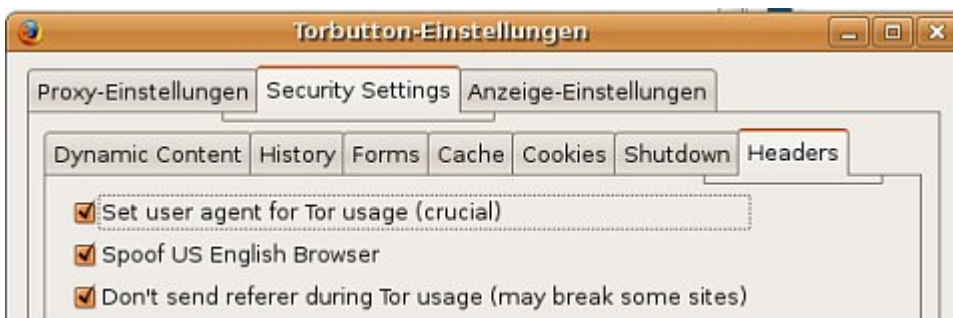 Torbutton-Einstellungen
Proxy-Einstellungen Security Settings Anzeige-Einstellungen
Dynamic Content History Forms Cache Cookies Shutdown Headers
Set user agent for Tor usage (crucial)
Spoof US English Browser
Don't send referer during Tor usage (may break some sites)